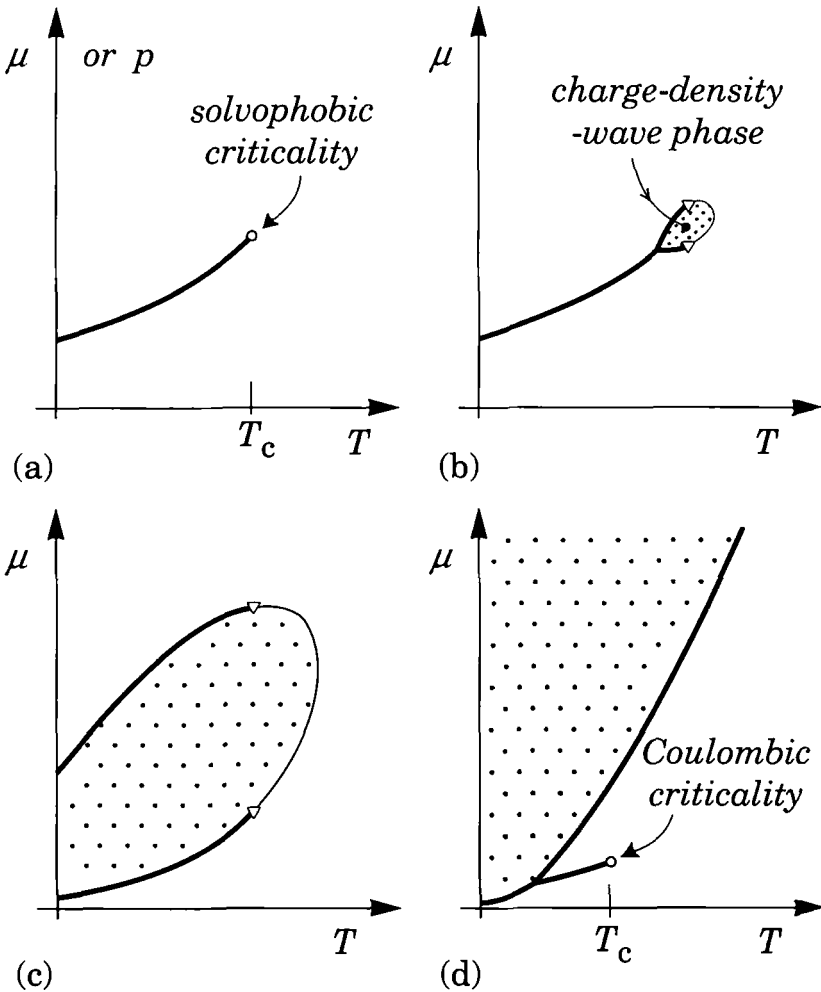 μ or p
solvophobic
criticality
T_c T
(a)
μ
charge-density
-wave phase
T
(b)
μ
T
(c)
μ
Coulombic
criticality
T_c T
(d)